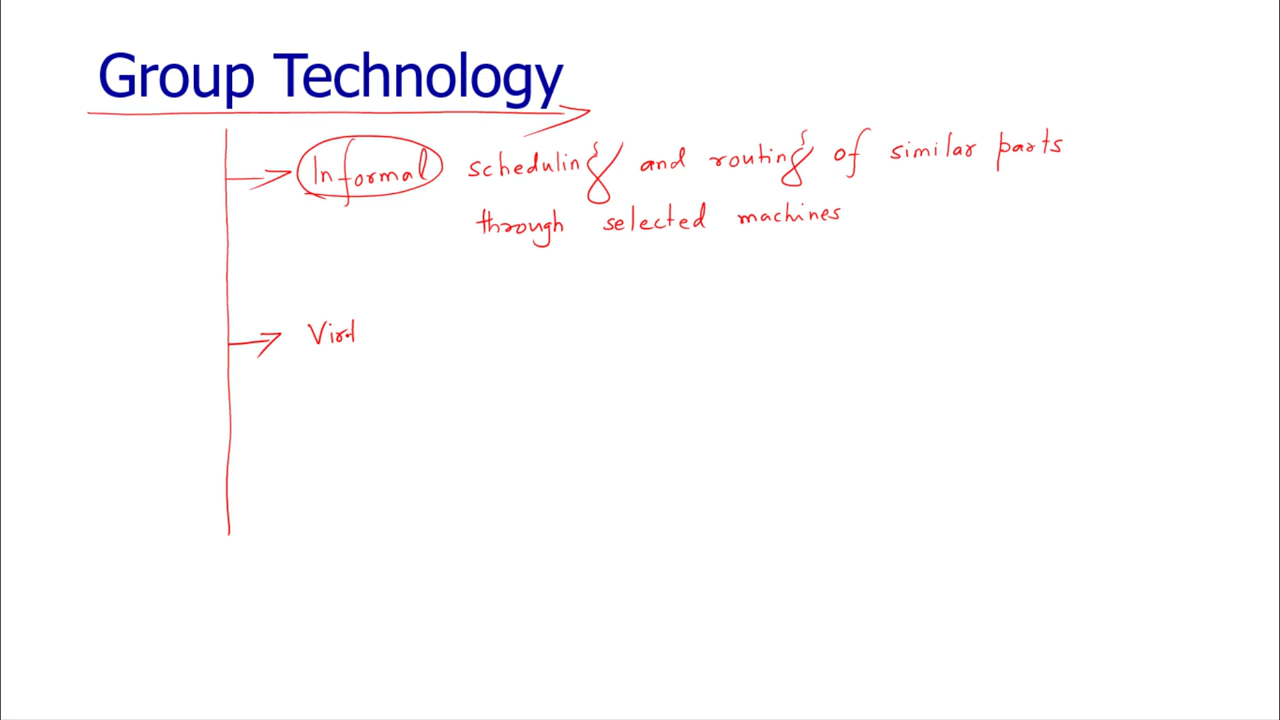 Group Technology
Informal scheduling and routing of similar parts
through selected machines